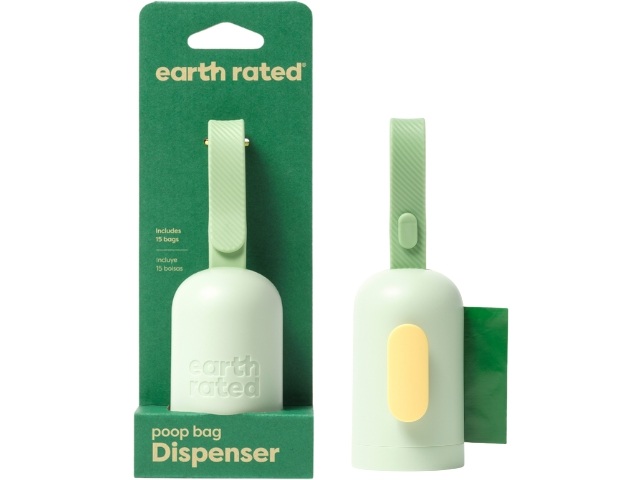 earth rated®
Includes
15 bags
Incluye
15 bolsas
earth
rated
poop bag
Dispenser